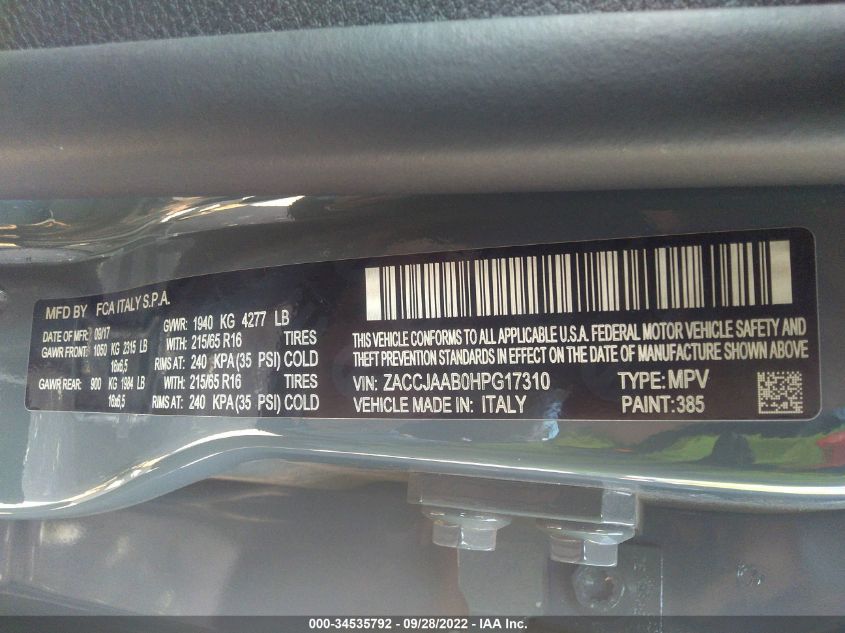 MFD BY FCA ITALY S.P.A.
DATE OF MFR: 09/17 GVWR: 1940 KG 4277 LB
GAWR FRONT: 1050 KG 2315 LB WITH: 215/65 R16 TIRES
16x6,5 RIMS AT: 240 KPA (35 PSI) COLD
GAWR REAR: 900 KG 1984 LB WITH: 215/65 R16 TIRES
16x6,5 RIMS AT: 240 KPA (35 PSI) COLD
THIS VEHICLE CONFORMS TO ALL APPLICABLE U.S.A. FEDERAL MOTOR VEHICLE SAFETY AND
THEFT PREVENTION STANDARDS IN EFFECT ON THE DATE OF MANUFACTURE SHOWN ABOVE
VIN: ZACCJAAB0HPG17310 TYPE: MPV
VEHICLE MADE IN: ITALY PAINT: 385
000-34535792 - 09/28/2022 - IAA Inc.